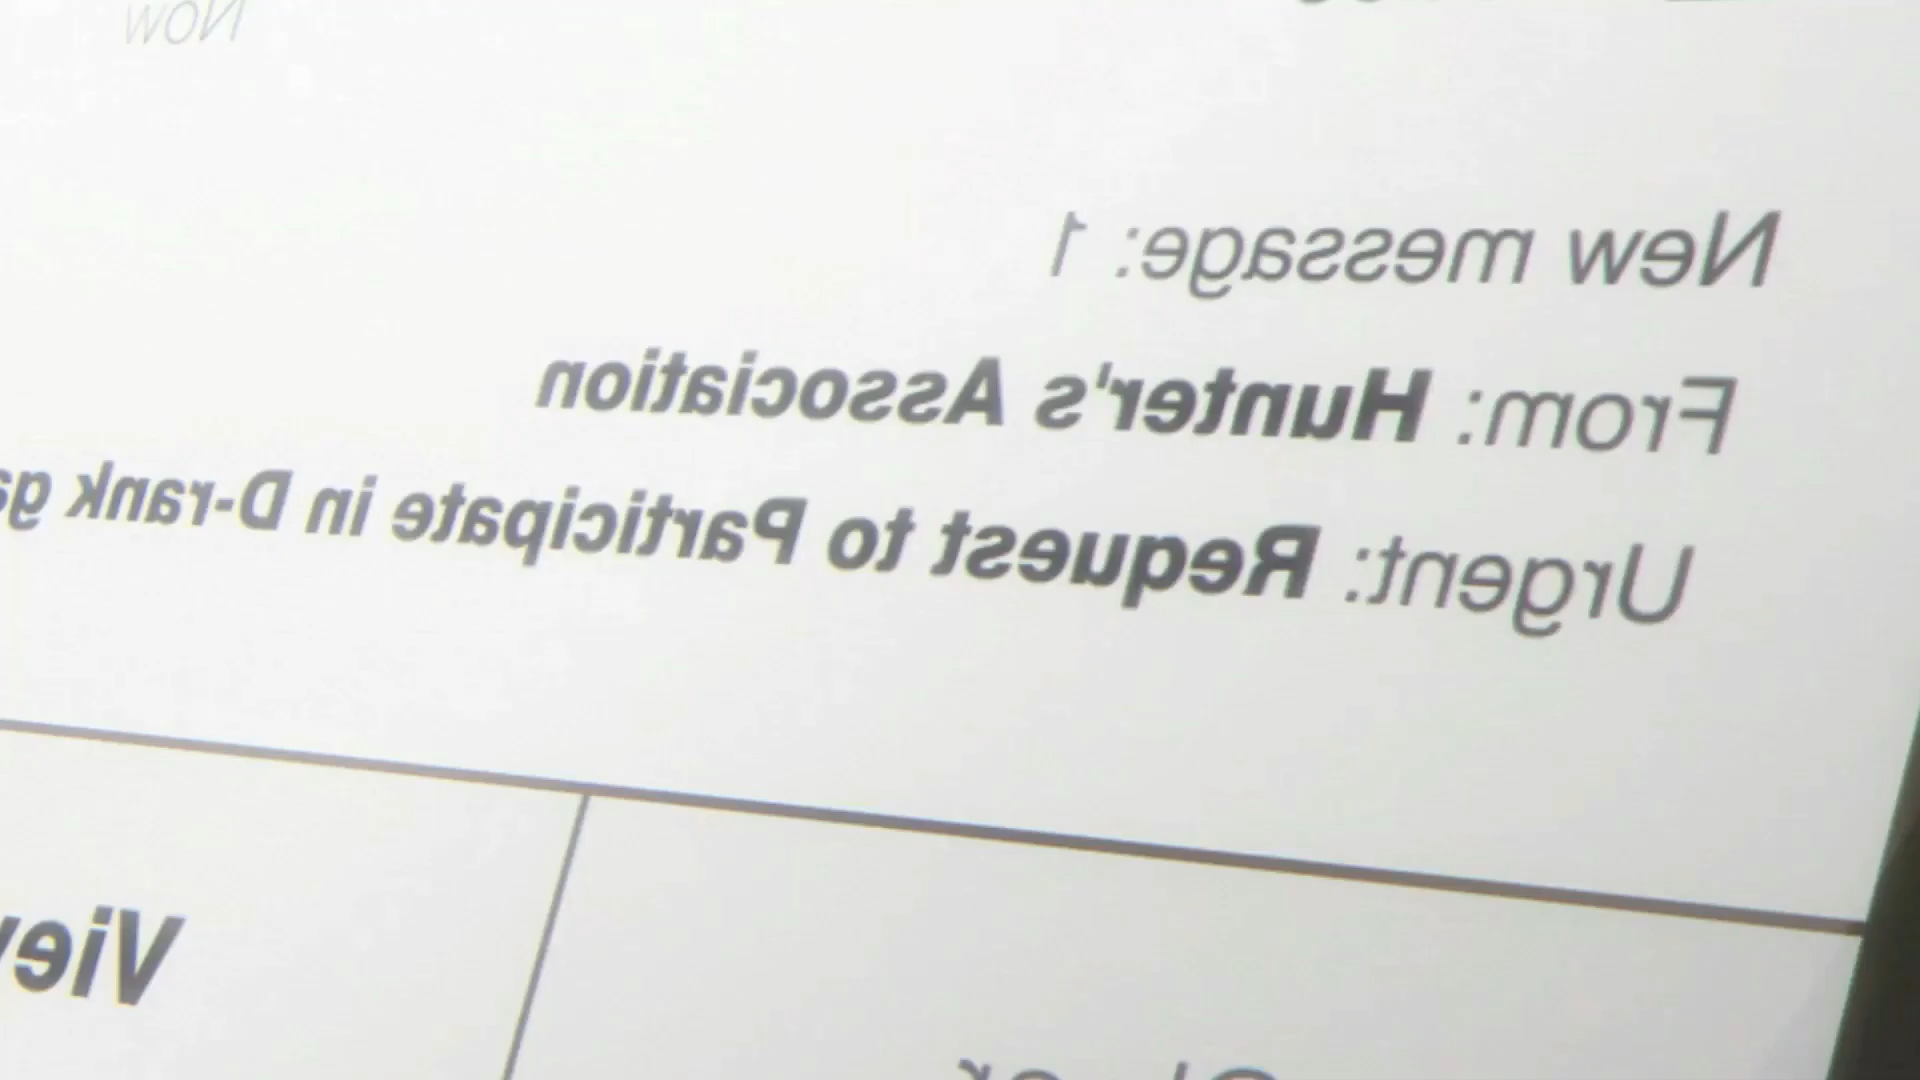 Now
New message: 1
From: Hunter's Association
Urgent: Request to Participate in D-rank